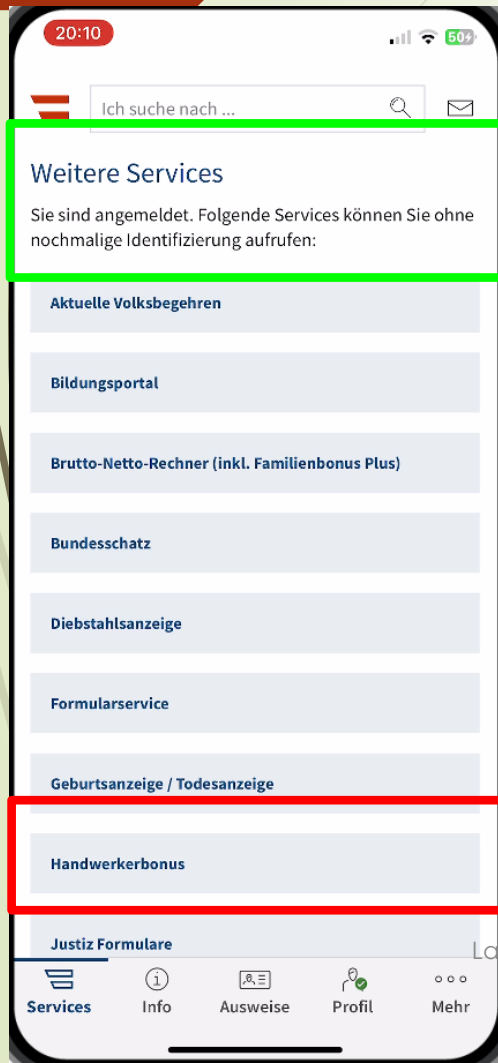 20:10
50
Ich suche nach ...
Weitere Services
Sie sind angemeldet. Folgende Services können Sie ohne
nochmalige Identifizierung aufrufen:
Aktuelle Volksbegehren
Bildungsportal
Brutto-Netto-Rechner (inkl. Familienbonus Plus)
Bundesschatz
Diebstahlsanzeige
Formularservice
Geburtsanzeige / Todesanzeige
Handwerkerbonus
Justiz Formulare
Services Info Ausweise Profil Mehr